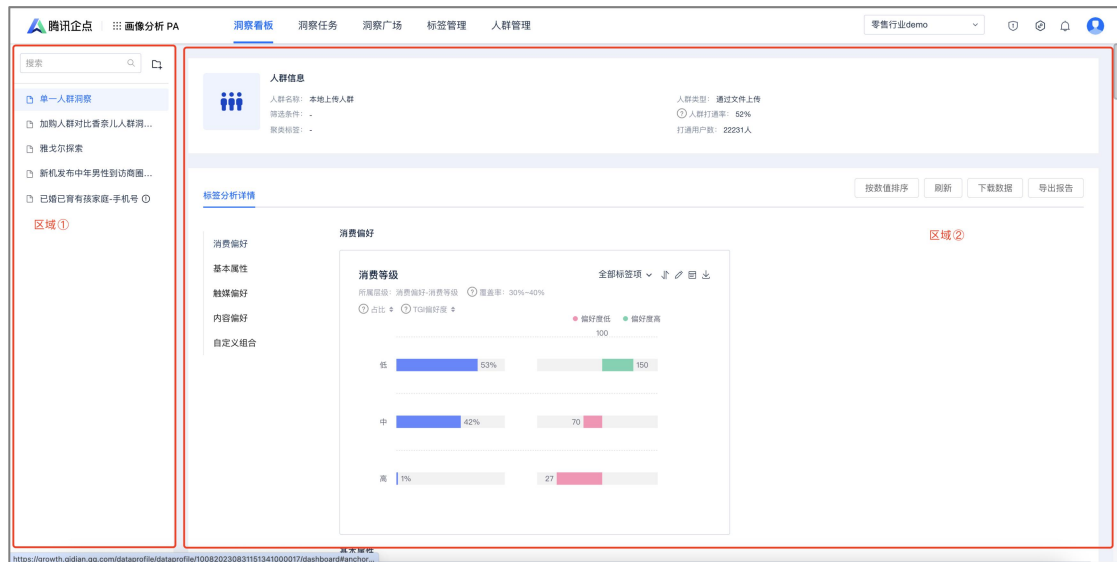 腾讯企点 画像分析 PA 洞察看板 洞察任务 洞察广场 标签管理 人群管理 零售行业demo
搜索
单一人群洞察
加购人群对比香奈儿人群洞...
雅戈尔探索
新机发布中年男性到访商圈...
已婚已育有孩家庭-手机号
区域①
人群信息
人群名称: 本地上传人群 人群类型: 通过文件上传
筛选条件: - 人群打通率: 52%
聚类标签: - 打通用户数: 22231人
标签分析详情 按数值排序 刷新 下载数据 导出报告
区域②
消费偏好
基本属性
触媒偏好
内容偏好
自定义组合
消费偏好
消费等级 全部标签项
所属层级: 消费偏好-消费等级 覆盖率: 30%~40%
占比 TGI偏好度
偏好度低 偏好度高
100
低 53% 150
中 42% 70
高 1% 27
基本属性
https://growth.qidian.qq.com/dataprofile/dataprofile/100820230831151341000017/dashboard#anchor...